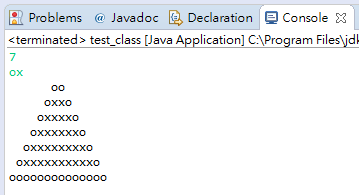 Problems @ Javadoc Declaration Console
<terminated> test_class [Java Application] C:\Program Files\jd
7
ox
      oo
     oxxo
    oxxxxo
   oxxxxxxo
  oxxxxxxxxo
 oxxxxxxxxxxo
oooooooooooooo